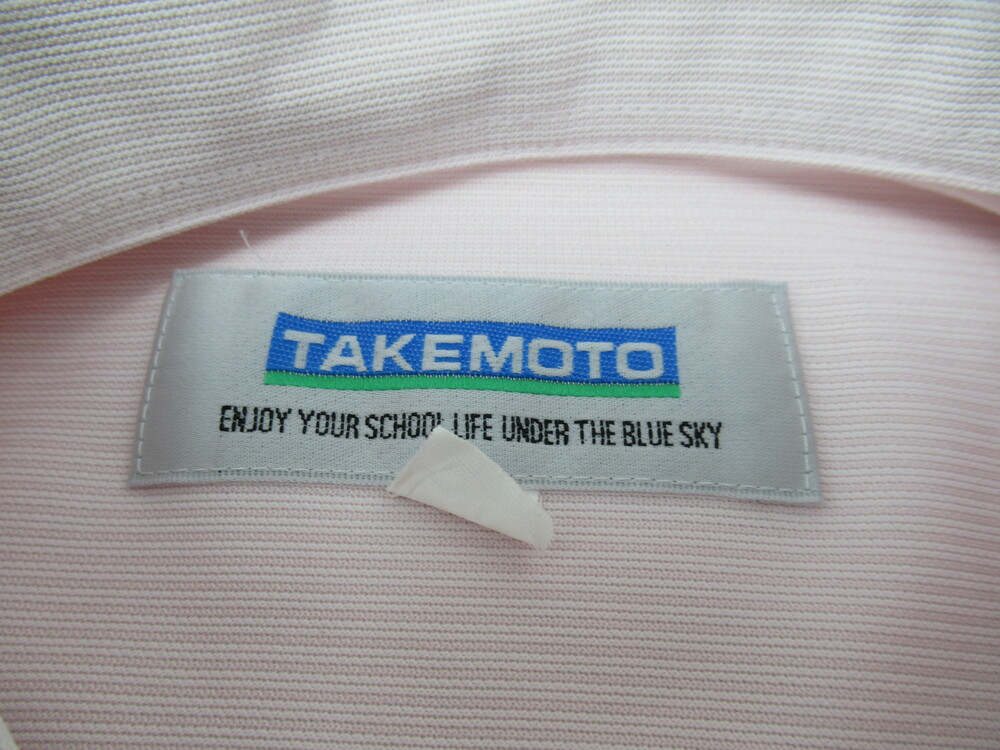 TAKEMOTO
ENJOY YOUR SCHOOL LIFE UNDER THE BLUE SKY